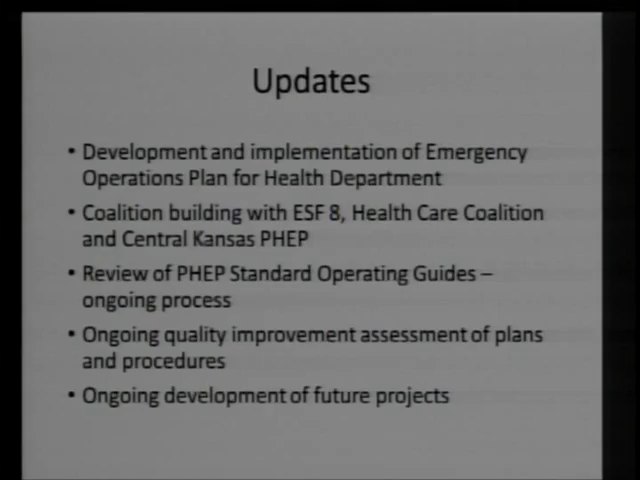 Updates
• Development and implementation of Emergency
Operations Plan for Health Department
• Coalition building with ESF 8, Health Care Coalition
and Central Kansas PHEP
• Review of PHEP Standard Operating Guides –
ongoing process
• Ongoing quality improvement assessment of plans
and procedures
• Ongoing development of future projects